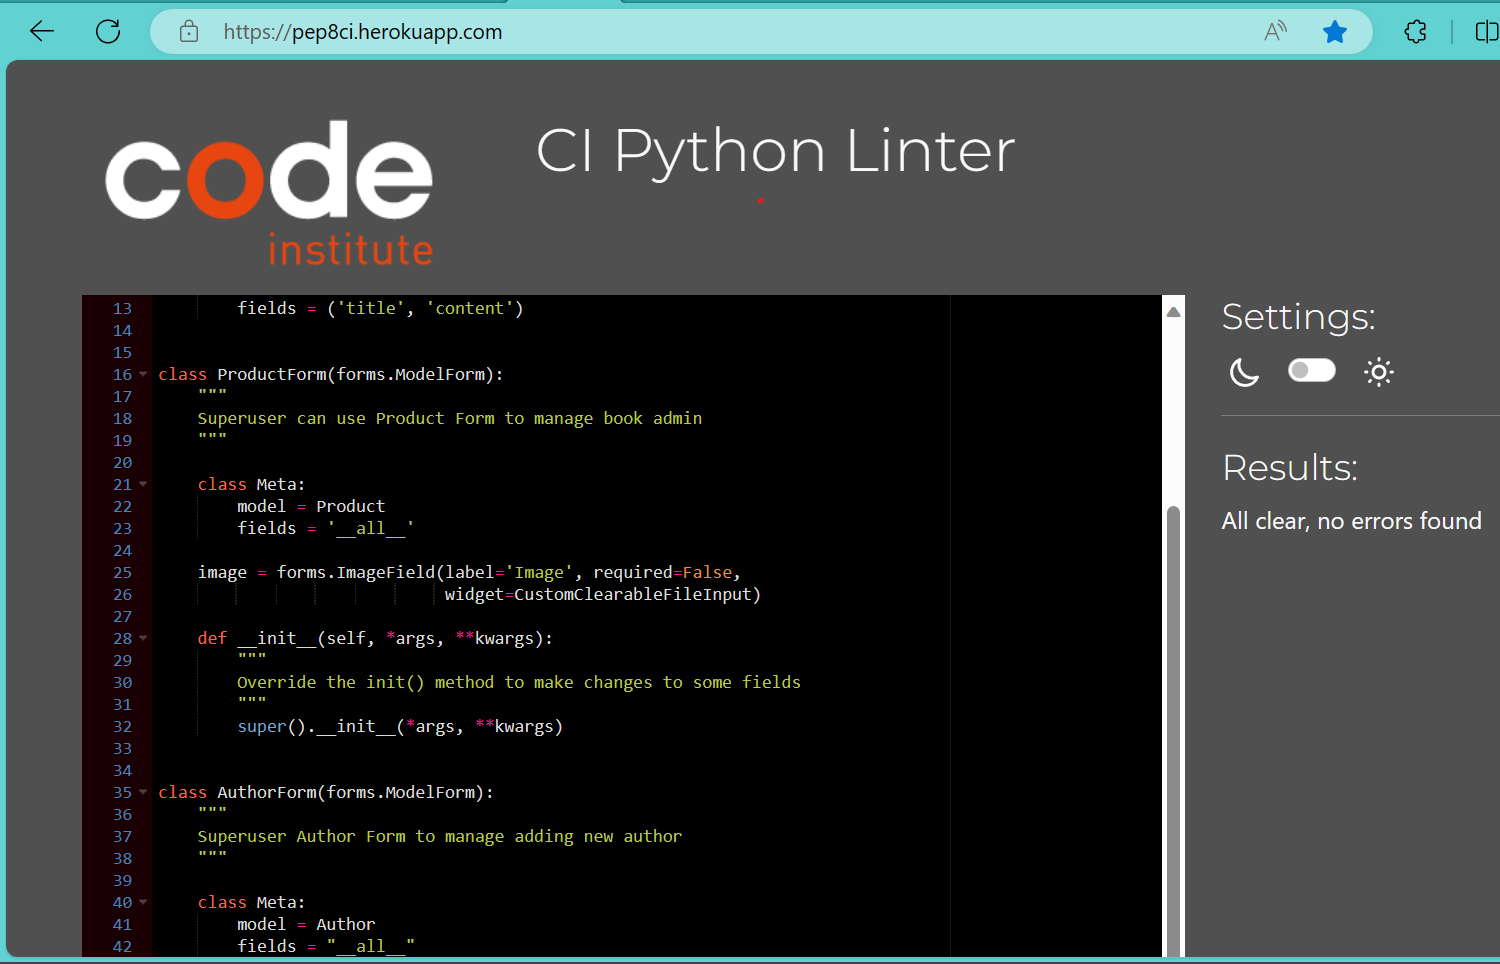 https://pep8ci.herokuapp.com
code
institute
CI Python Linter
13 fields = ('title', 'content')
14
15
16 class ProductForm(forms.ModelForm):
17 """
18 Superuser can use Product Form to manage book admin
19 """
20
21 class Meta:
22 model = Product
23 fields = '__all__'
24
25 image = forms.ImageField(label='Image', required=False,
26 widget=CustomClearableFileInput)
27
28 def __init__(self, *args, **kwargs):
29 """
30 Override the init() method to make changes to some fields
31 """
32 super().__init__(*args, **kwargs)
33
34
35 class AuthorForm(forms.ModelForm):
36 """
37 Superuser Author Form to manage adding new author
38 """
39
40 class Meta:
41 model = Author
42 fields = "__all__"
Settings:
Results:
All clear, no errors found